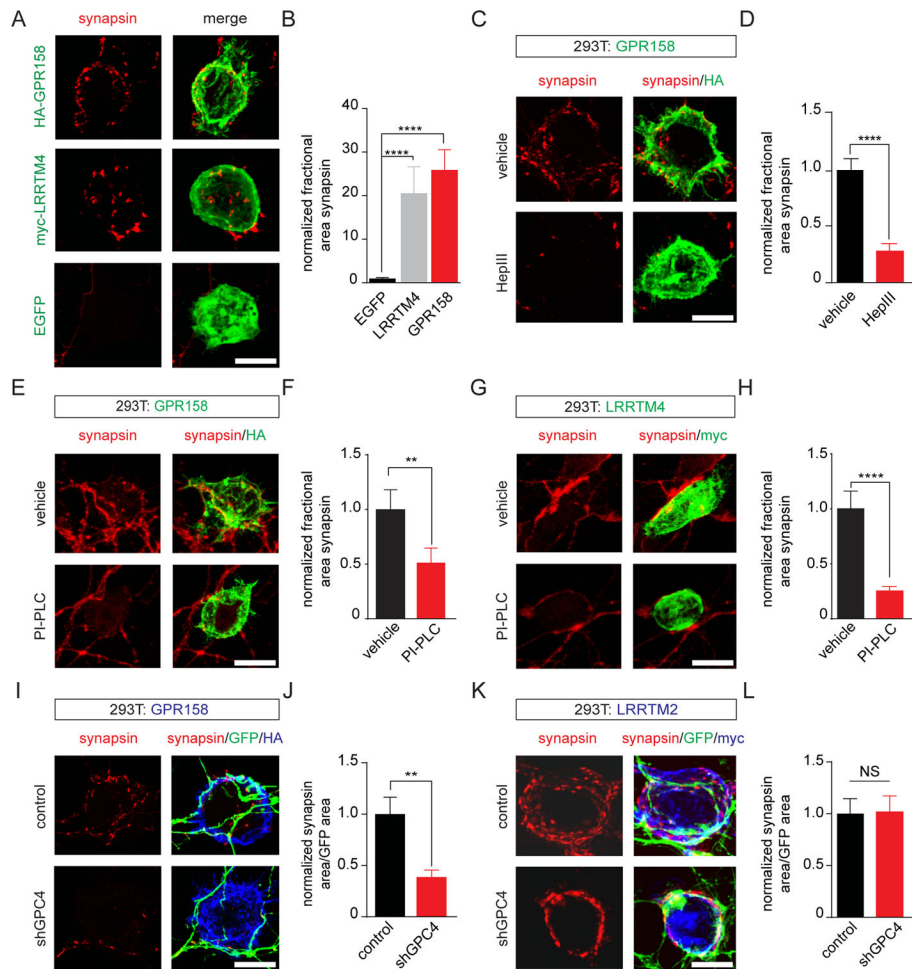 A
synapsin
merge
HA-GPR158
myc-LRRTM4
EGFP
B
normalized fractional
area synapsin
40
30
20
10
0
****
****
EGFP
LRRTM4
GPR158
C
293T: GPR158
synapsin
synapsin/HA
vehicle
HepIII
D
normalized fractional
area synapsin
1.5
1.0
0.5
0
****
vehicle
HepIII
E
293T: GPR158
synapsin
synapsin/HA
vehicle
PI-PLC
F
normalized fractional
area synapsin
1.5
1.0
0.5
0
**
vehicle
PI-PLC
G
293T: LRRTM4
synapsin
synapsin/myc
vehicle
PI-PLC
H
normalized fractional
area synapsin
1.5
1.0
0.5
0
****
vehicle
PI-PLC
I
293T: GPR158
synapsin
synapsin/GFP/HA
control
shGPC4
J
normalized synapsin
area/GFP area
1.5
1.0
0.5
0
**
control
shGPC4
K
293T: LRRTM2
synapsin
synapsin/GFP/myc
control
shGPC4
L
normalized synapsin
area/GFP area
1.5
1.0
0.5
0
NS
control
shGPC4